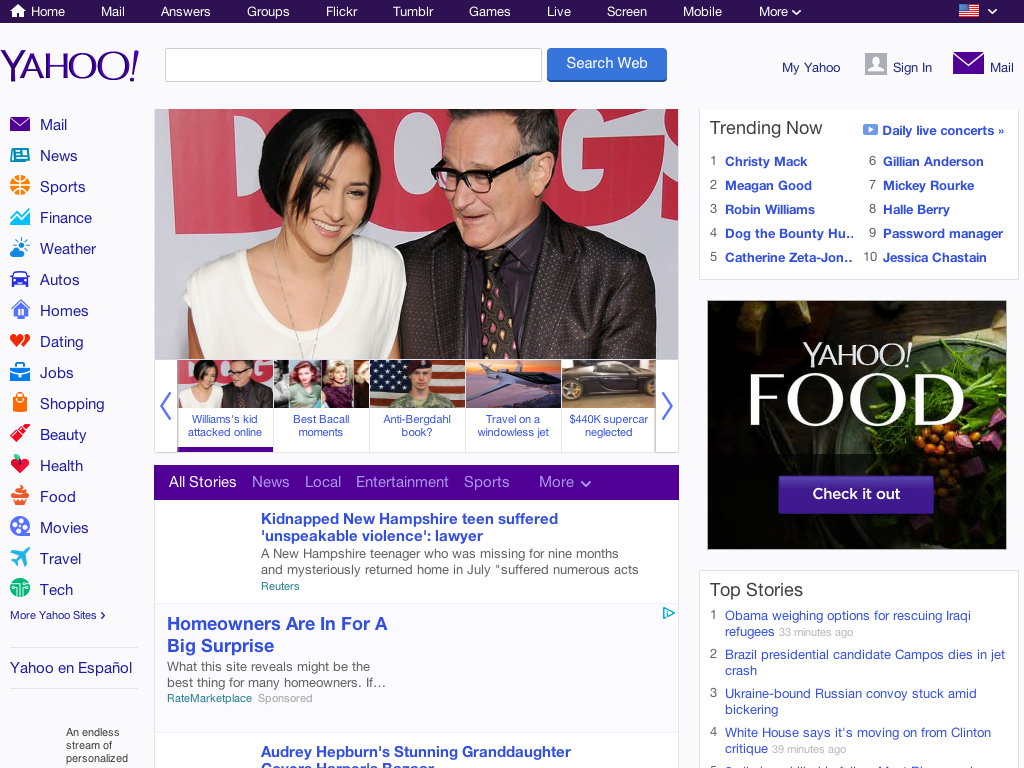 Home Mail Answers Groups Flickr Tumblr Games Live Screen Mobile More
YAHOO!
Search Web
My Yahoo Sign In Mail
Mail
News
Sports
Finance
Weather
Autos
Homes
Dating
Jobs
Shopping
Beauty
Health
Food
Movies
Travel
Tech
More Yahoo Sites
Yahoo en Español
An endless
stream of
personalized
Williams's kid
attacked online
Best Bacall
moments
Anti-Bergdahl
book?
Travel on a
windowless jet
$440K supercar
neglected
All Stories News Local Entertainment Sports More
Kidnapped New Hampshire teen suffered
'unspeakable violence': lawyer
A New Hampshire teenager who was missing for nine months
and mysteriously returned home in July "suffered numerous acts
Reuters
Homeowners Are In For A
Big Surprise
What this site reveals might be the
best thing for many homeowners. If…
RateMarketplace Sponsored
Audrey Hepburn's Stunning Granddaughter
Covers Harper's Bazaar
Trending Now
Daily live concerts »
1 Christy Mack
2 Meagan Good
3 Robin Williams
4 Dog the Bounty Hu..
5 Catherine Zeta-Jon..
6 Gillian Anderson
7 Mickey Rourke
8 Halle Berry
9 Password manager
10 Jessica Chastain
YAHOO!
FOOD
Check it out
Top Stories
1 Obama weighing options for rescuing Iraqi
refugees 33 minutes ago
2 Brazil presidential candidate Campos dies in jet
crash
3 Ukraine-bound Russian convoy stuck amid
bickering
4 White House says it's moving on from Clinton
critique 39 minutes ago